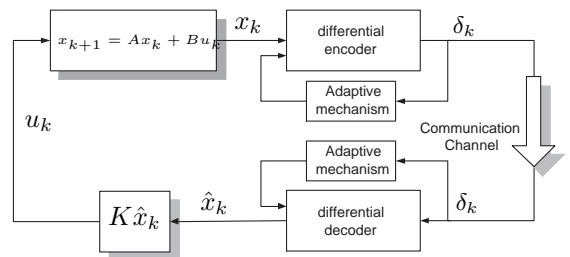 x_{k+1} = Ax_k + Bu_k
x_k
differential
encoder
δ_k
Adaptive
mechanism
u_k
Communication
Channel
Adaptive
mechanism
Kx̂_k
x̂_k
differential
decoder
δ_k